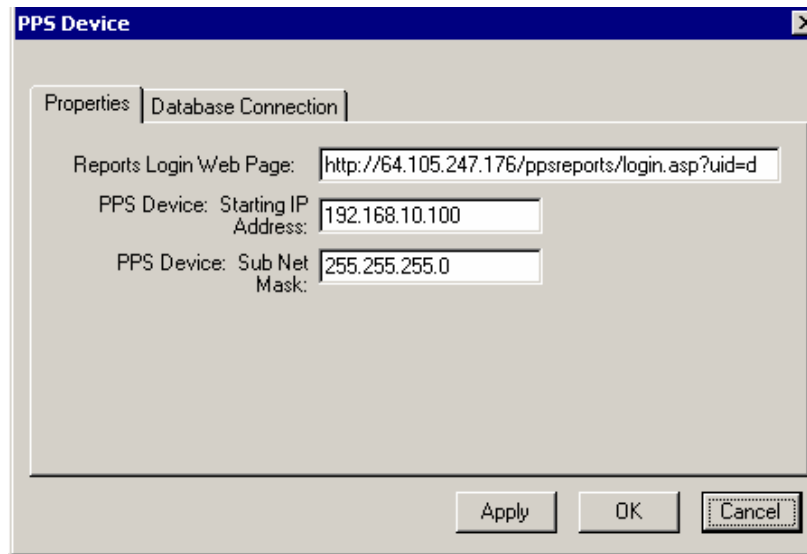 PPS Device
Properties
Database Connection
Reports Login Web Page: http://64.105.247.176/ppsreports/login.asp?uid=d
PPS Device: Starting IP
Address: 192.168.10.100
PPS Device: Sub Net
Mask: 255.255.255.0
Apply
OK
Cancel